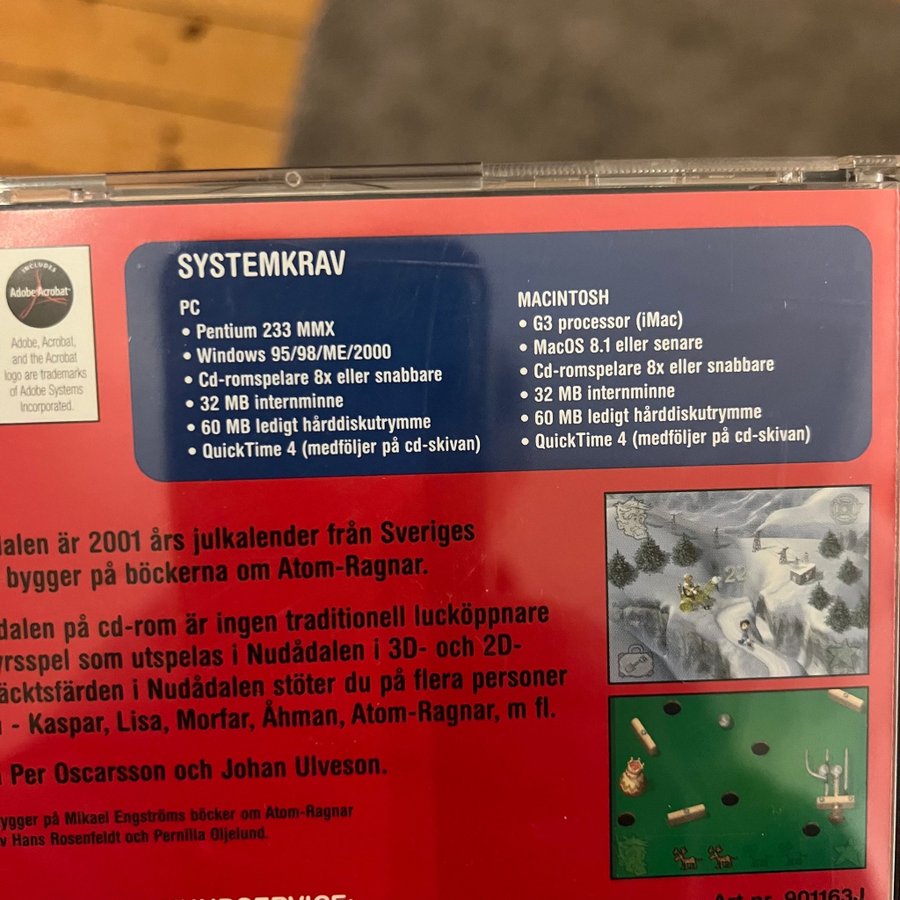 SYSTEMKRAV
PC
• Pentium 233 MMX
• Windows 95/98/ME/2000
• Cd-romspelare 8x eller snabbare
• 32 MB internminne
• 60 MB ledigt hårddiskutrymme
• QuickTime 4 (medföljer på cd-skivan)
MACINTOSH
• G3 processor (iMac)
• MacOS 8.1 eller senare
• Cd-romspelare 8x eller snabbare
• 32 MB internminne
• 60 MB ledigt hårddiskutrymme
• QuickTime 4 (medföljer på cd-skivan)
INCLUDES
Adobe Acrobat
Adobe, Acrobat,
and the Acrobat
logo are trademarks
of Adobe Systems
Incorporated.
dalen är 2001 års julkalender från Sveriges
bygger på böckerna om Atom-Ragnar.
dalen på cd-rom är ingen traditionell lucköppnare
yrsspel som utspelas i Nudådalen i 3D- och 2D-
äcktsfärden i Nudådalen stöter du på flera personer
- Kaspar, Lisa, Morfar, Åhman, Atom-Ragnar, m fl.
Per Oscarsson och Johan Ulveson.
ygger på Mikael Engströms böcker om Atom-Ragnar
v Hans Rosenfeldt och Pernilla Oljelund.
22
Art nr. 901163J